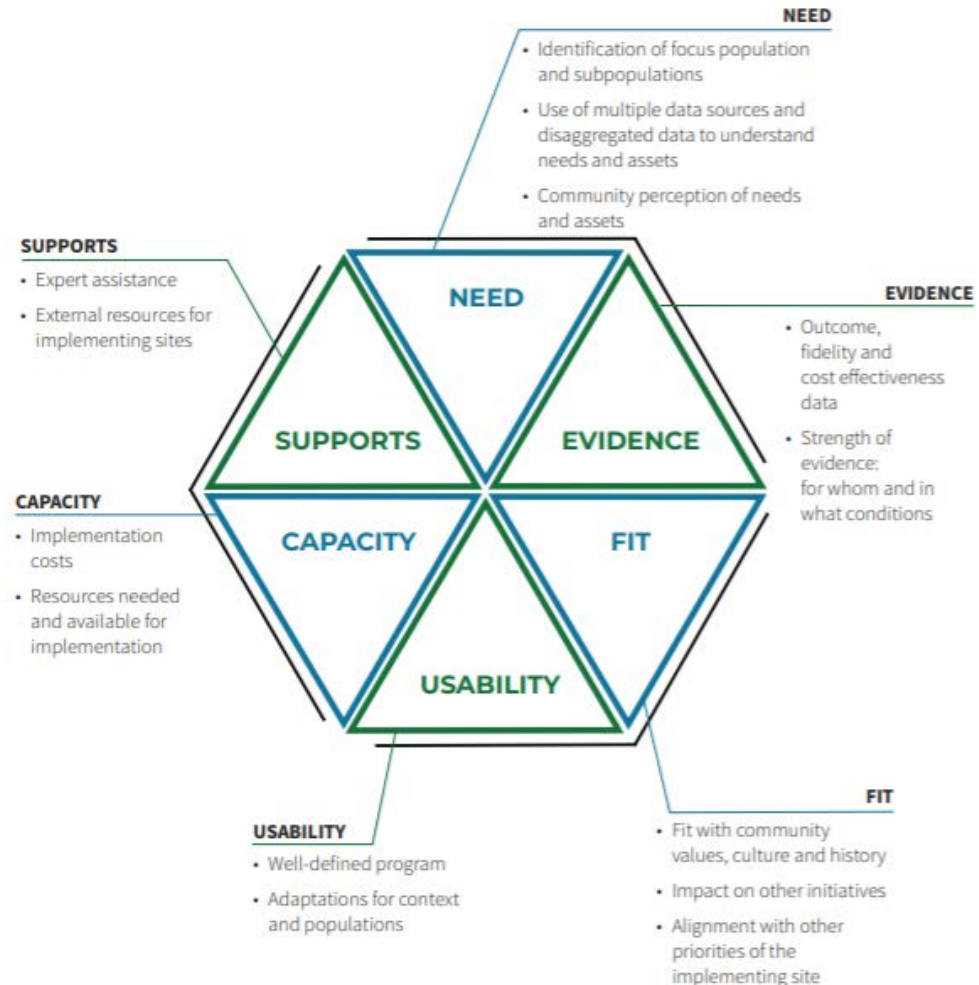 NEED
• Identification of focus population
and subpopulations
• Use of multiple data sources and
disaggregated data to understand
needs and assets
• Community perception of needs
and assets
SUPPORTS
• Expert assistance
• External resources for
implementing sites
EVIDENCE
• Outcome,
fidelity and
cost effectiveness
data
• Strength of
evidence:
for whom and in
what conditions
NEED
SUPPORTS
EVIDENCE
CAPACITY
• Implementation
costs
• Resources needed
and available for
implementation
CAPACITY
FIT
USABILITY
USABILITY
• Well-defined program
• Adaptations for context
and populations
FIT
• Fit with community
values, culture and history
• Impact on other initiatives
• Alignment with other
priorities of the
implementing site